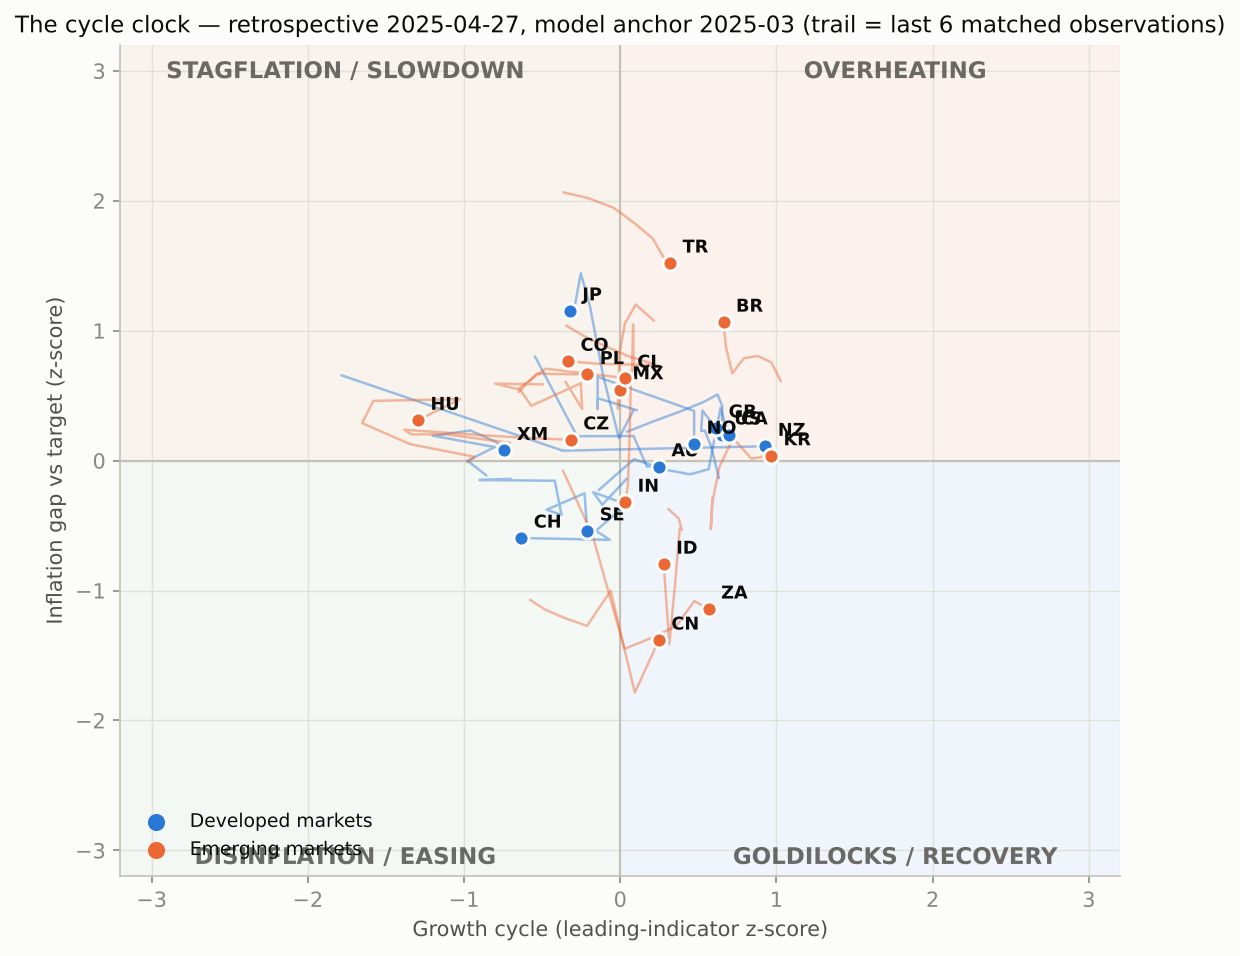 The cycle clock — retrospective 2025-04-27, model anchor 2025-03 (trail = last 6 matched observations)
STAGFLATION / SLOWDOWN
OVERHEATING
3
2
1
0
−1
−2
−3
Inflation gap vs target (z-score)
TR
JP
BR
CO
PL
CL
MX
HU
GB
CA
NO
NZ
KR
CZ
XM
IN
SE
CH
ID
ZA
CN
Developed markets
Emerging markets
DISINFLATION / EASING
GOLDILOCKS / RECOVERY
−3
−2
−1
0
1
2
3
Growth cycle (leading-indicator z-score)